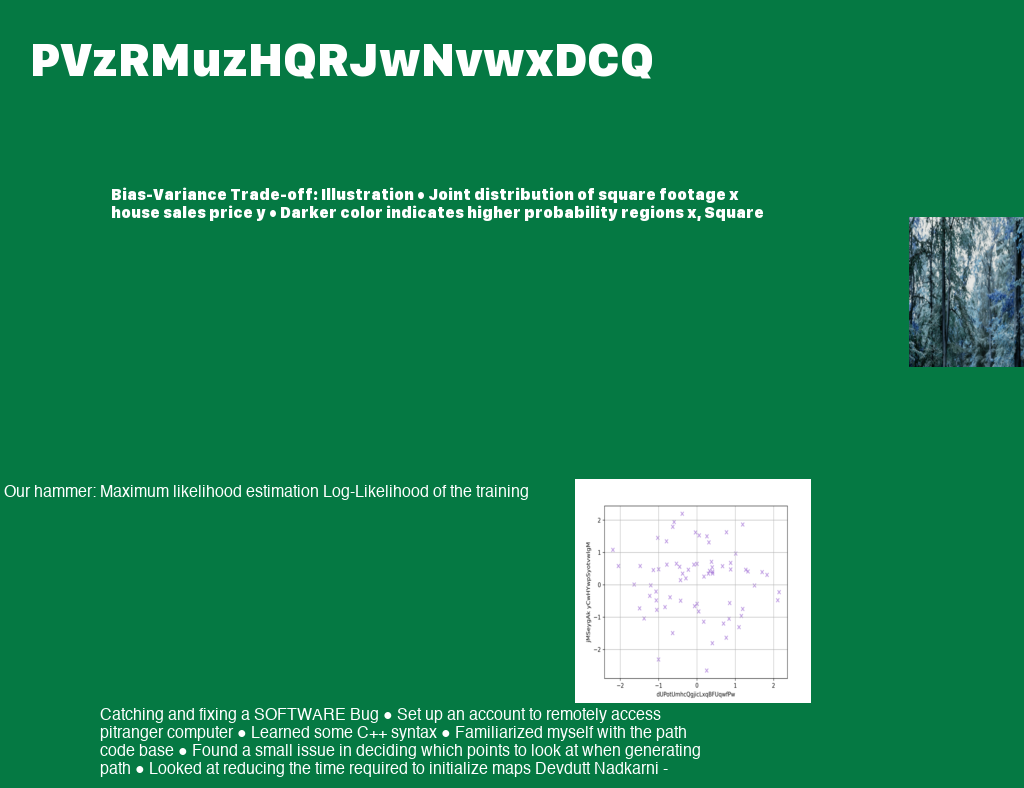 PVzRMuzHQRJwNvwxDCQ
Bias-Variance Trade-off: Illustration ● Joint distribution of square footage x
house sales price y ● Darker color indicates higher probability regions x, Square
Our hammer: Maximum likelihood estimation Log-Likelihood of the training
2
1
0
−1
−2
−2 −1 0 1 2
Catching and fixing a SOFTWARE Bug ● Set up an account to remotely access
pitranger computer ● Learned some C++ syntax ● Familiarized myself with the path
code base ● Found a small issue in deciding which points to look at when generating
path ● Looked at reducing the time required to initialize maps Devdutt Nadkarni -